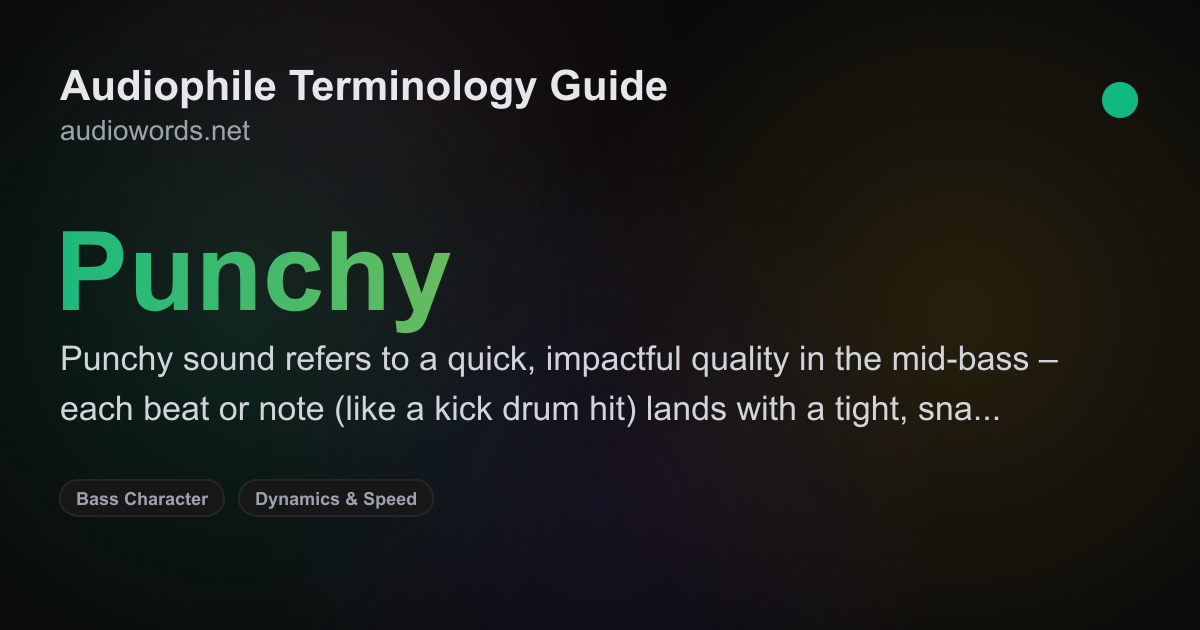 Audiophile Terminology Guide
audiowords.net
Punchy
Punchy sound refers to a quick, impactful quality in the mid-bass –
each beat or note (like a kick drum hit) lands with a tight, sna...
Bass Character
Dynamics & Speed